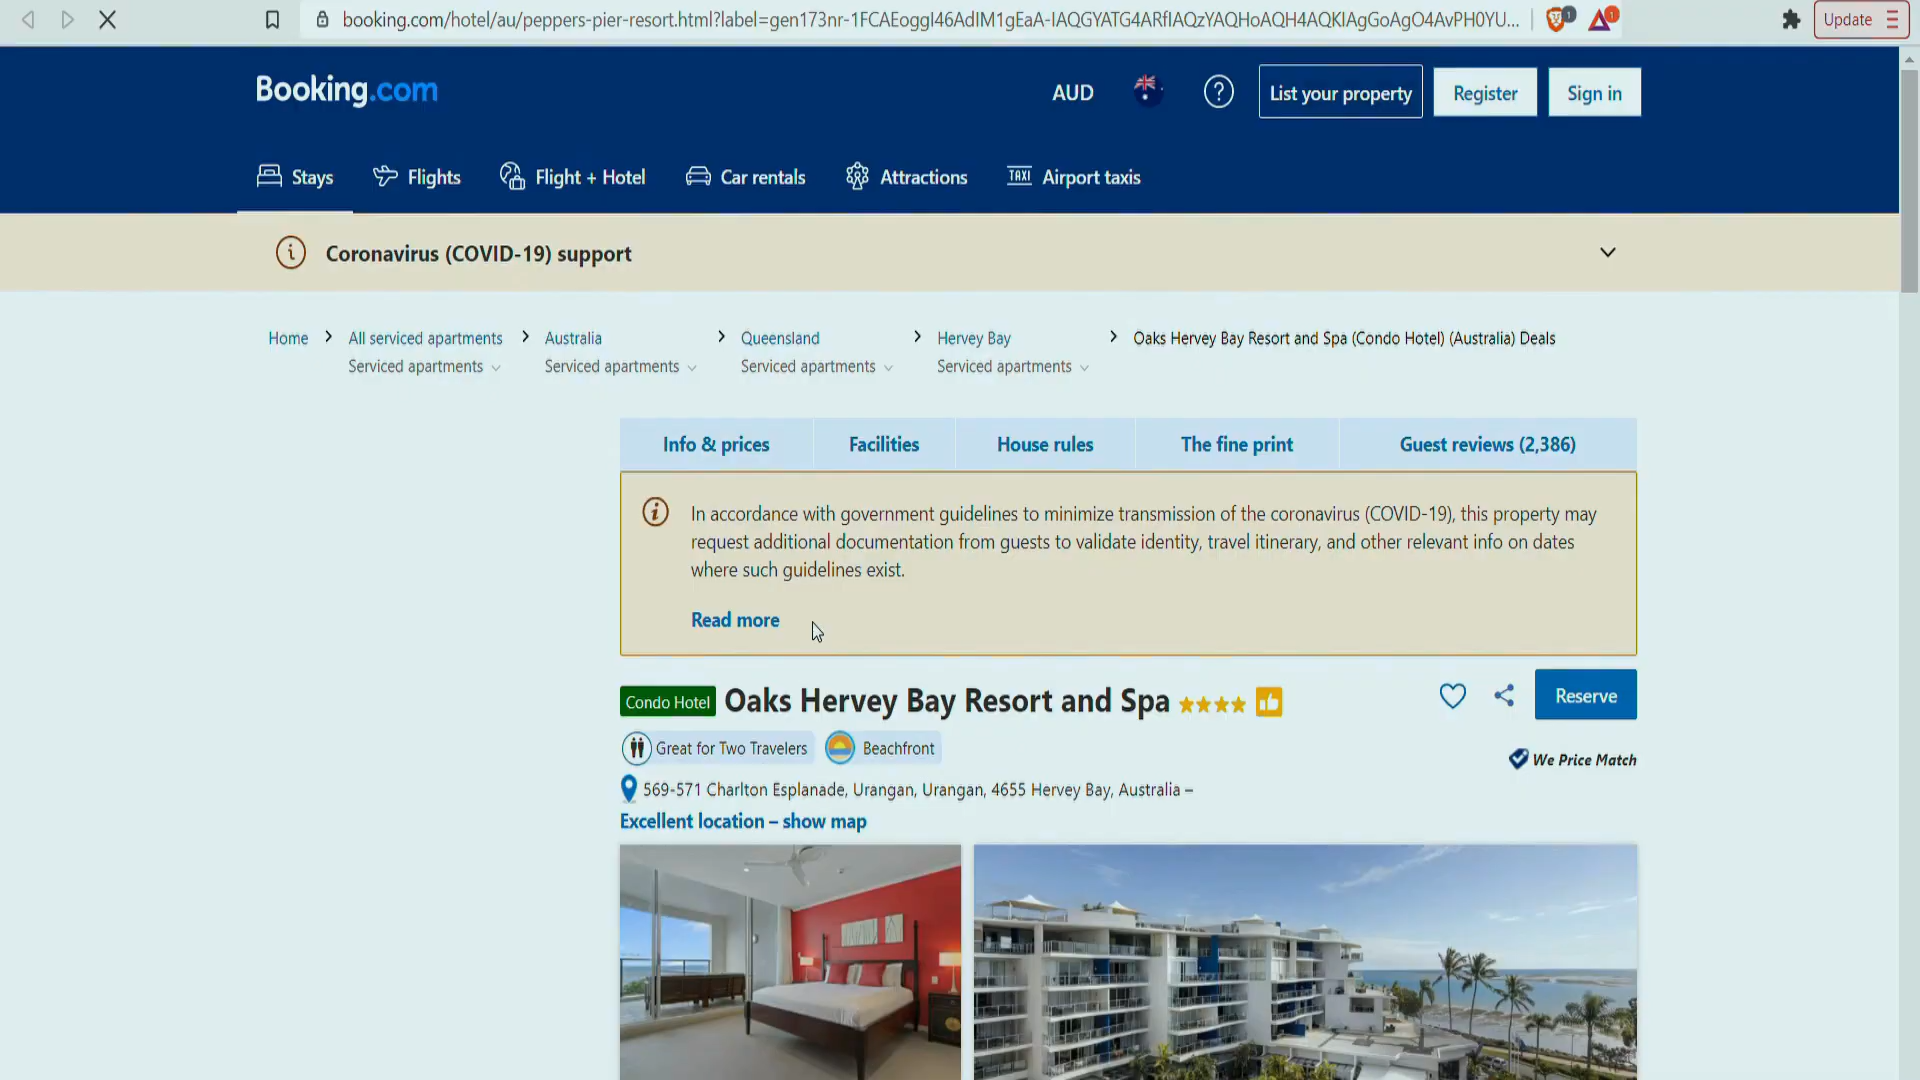 booking.com/hotel/au/peppers-pier-resort.html?label=gen173nr-1FCAEoggI46AdIM1gEaA-IAQGYATG4ARfIAQzYAQHoAQH4AQKIAgGoAgO4AvPH0YU...
1
1
Update
Booking.com
AUD
?
List your property
Register
Sign in
Stays
Flights
Flight + Hotel
Car rentals
Attractions
TAXI
Airport taxis
Coronavirus (COVID-19) support
Home
All serviced apartments
Australia
Queensland
Hervey Bay
Oaks Hervey Bay Resort and Spa (Condo Hotel) (Australia) Deals
Serviced apartments
Serviced apartments
Serviced apartments
Serviced apartments
Info & prices
Facilities
House rules
The fine print
Guest reviews (2,386)
In accordance with government guidelines to minimize transmission of the coronavirus (COVID-19), this property may
request additional documentation from guests to validate identity, travel itinerary, and other relevant info on dates
where such guidelines exist.
Read more
Condo Hotel
Oaks Hervey Bay Resort and Spa
Reserve
Great for Two Travelers
Beachfront
We Price Match
569-571 Charlton Esplanade, Urangan, Urangan, 4655 Hervey Bay, Australia –
Excellent location – show map